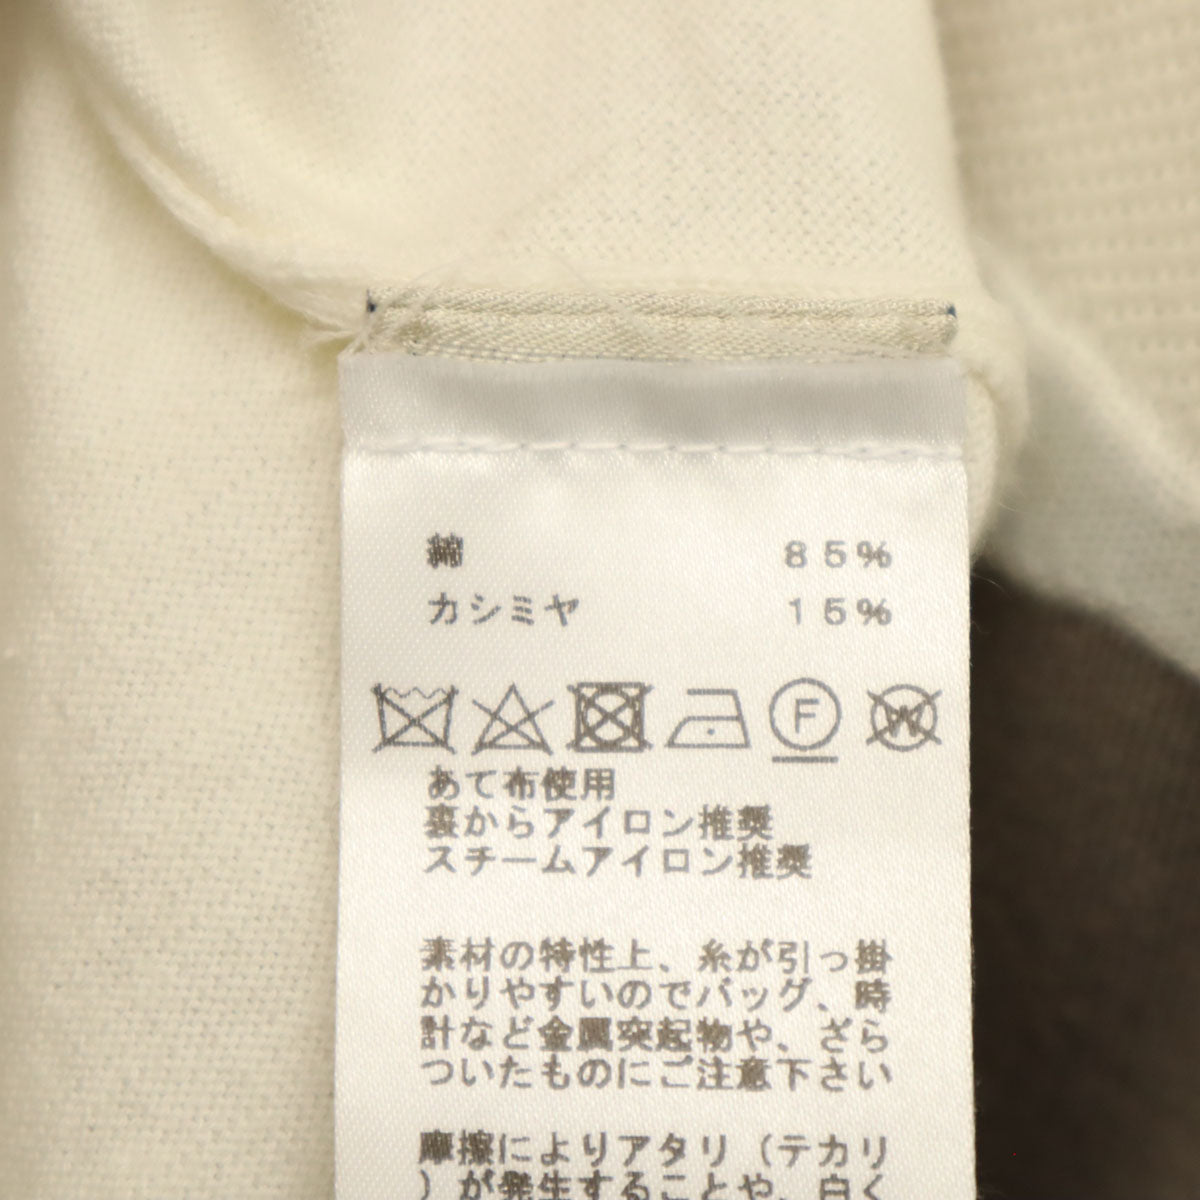 綿 85%
カシミヤ 15%
F W
あて布使用
裏からアイロン推奨
スチームアイロン推奨
素材の特性上、糸が引っ掛
かりやすいのでバッグ、時
計など金属突起物や、ざら
ついたものにご注意下さい
摩擦によりアタリ(テカリ
)が発生することや、白く